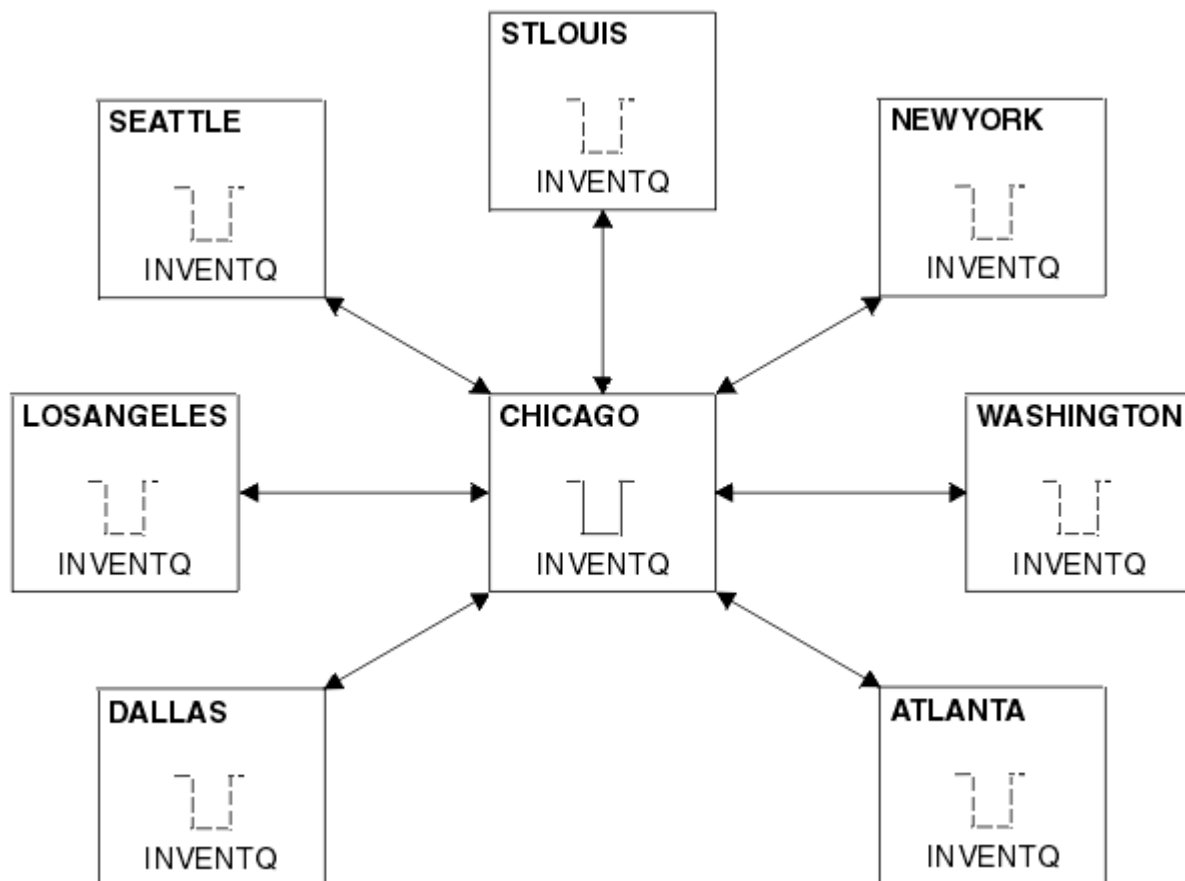 STLOUIS
INVENTQ
SEATTLE
INVENTQ
NEWYORK
INVENTQ
LOSANGELES
INVENTQ
CHICAGO
INVENTQ
WASHINGTON
INVENTQ
DALLAS
INVENTQ
ATLANTA
INVENTQ